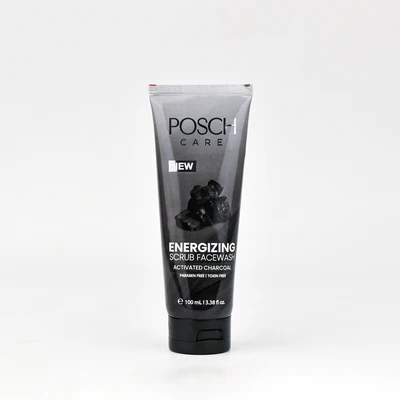 POSCH
CARE
NEW
ENERGIZING
SCRUB FACEWASH
ACTIVATED CHARCOAL
PARABEN FREE | TOXIN FREE
℮ 100 mL | 3.38 fl. oz.